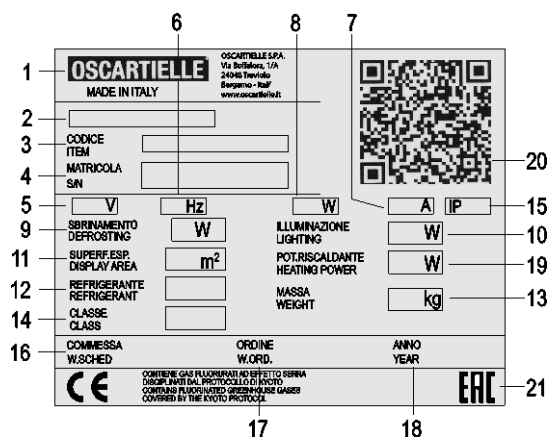 6 8 7
1 OSCARTIELLE OSCARTIELLE S.P.A.
Via Boffalora, 1/A
24048 Treviolo
Bergamo - Italy
www.oscartielle.it
MADE IN ITALY
2
3 CODICE
ITEM
4 MATRICOLA
S/N
20
5 V Hz W A IP 15
9 SBRINAMENTO
DEFROSTING W
ILLUMINAZIONE
LIGHTING W 10
11 SUPERF.ESP.
DISPLAY AREA m²
POT.RISCALDANTE
HEATING POWER W 19
12 REFRIGERANTE
REFRIGERANT
MASSA
WEIGHT kg 13
14 CLASSE
CLASS
16 COMMESSA
W.SCHED
ORDINE
W.ORD.
ANNO
YEAR
CE
CONTIENE GAS FLUORURATI AD EFFETTO SERRA
DISCIPLINATI DAL PROTOCOLLO DI KYOTO
CONTAINS FLUORINATED GREENHOUSE GASES
COVERED BY THE KYOTO PROTOCOL
EAC 21
17 18